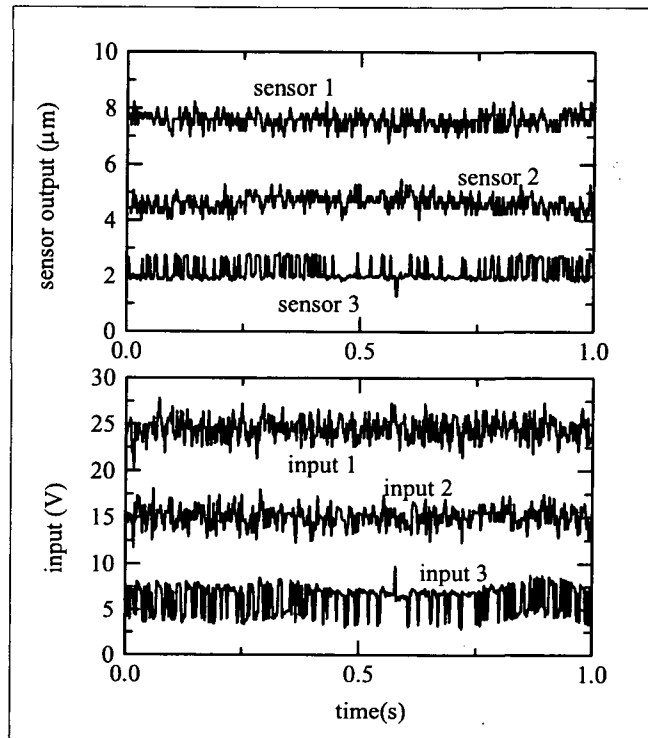 10
8
6
4
2
0
sensor output (μm)
sensor 1
sensor 2
sensor 3
0.0 0.5 1.0
30
25
20
15
10
5
0
input (V)
input 1
input 2
input 3
0.0 0.5 1.0
time(s)